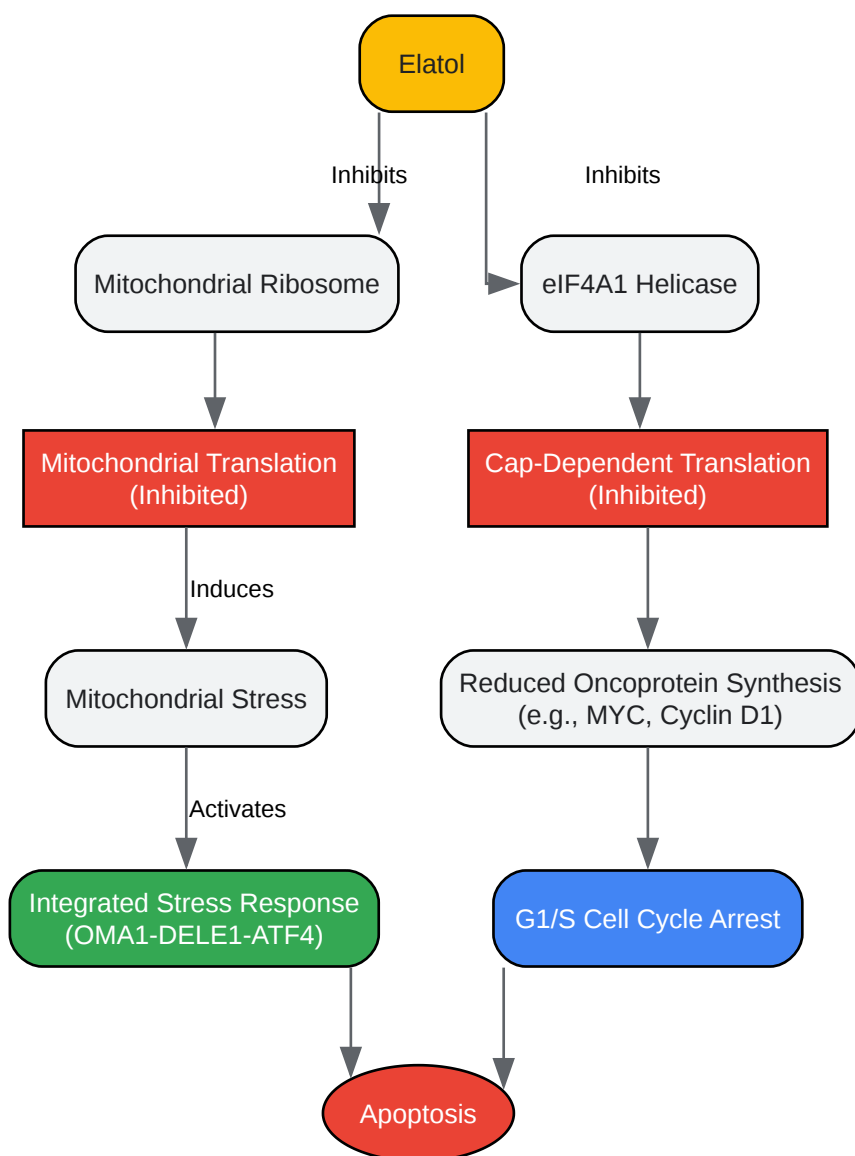 Elatol
Inhibits
Inhibits
Mitochondrial Ribosome
eIF4A1 Helicase
Mitochondrial Translation
(Inhibited)
Cap-Dependent Translation
(Inhibited)
Induces
Mitochondrial Stress
Reduced Oncoprotein Synthesis
(e.g., MYC, Cyclin D1)
Activates
Integrated Stress Response
(OMA1-DELE1-ATF4)
G1/S Cell Cycle Arrest
Apoptosis